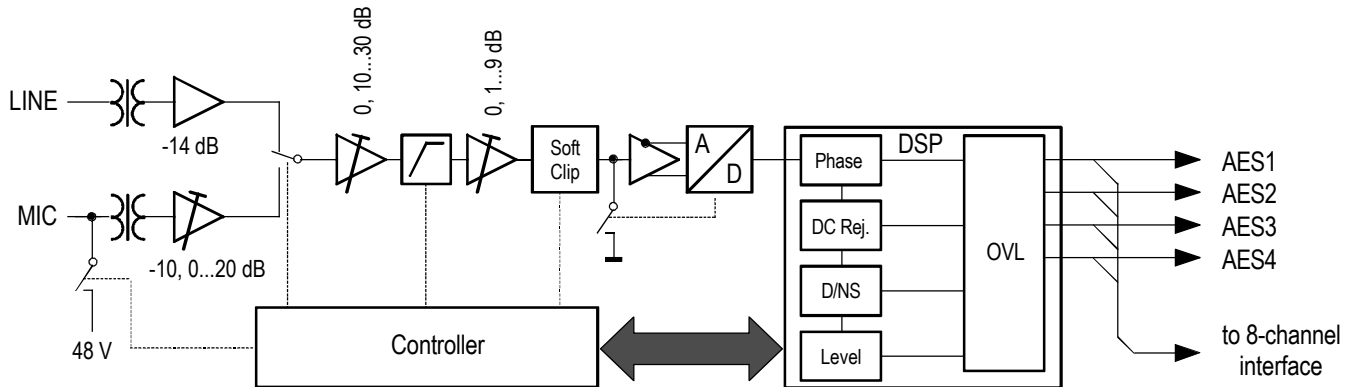 LINE
-14 dB
MIC
-10, 0...20 dB
48 V
0, 10...30 dB
0, 1...9 dB
Soft
Clip
A
D
Controller
DSP
Phase
DC Rej.
D/NS
Level
OVL
AES1
AES2
AES3
AES4
to 8-channel
interface